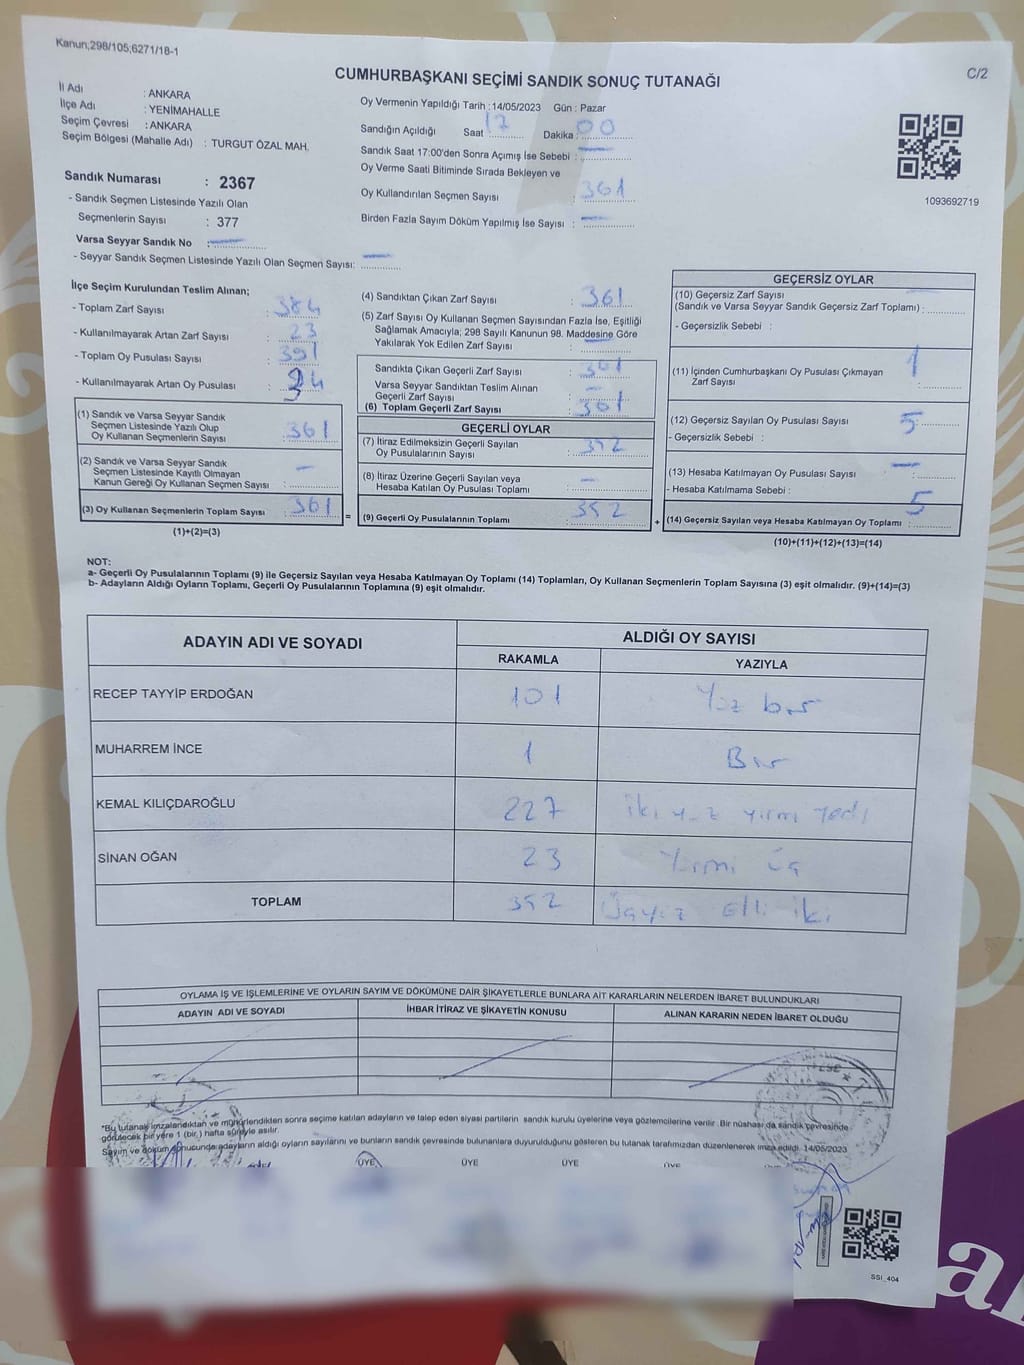 Kanun;298/105;6271/18-1
C/2
CUMHURBAŞKANI SEÇİMİ SANDIK SONUÇ TUTANAĞI
İl Adı : ANKARA
İlçe Adı : YENİMAHALLE
Seçim Çevresi : ANKARA
Seçim Bölgesi (Mahalle Adı) : TURGUT ÖZAL MAH.
Sandık Numarası : 2367
- Sandık Seçmen Listesinde Yazılı Olan
Seçmenlerin Sayısı : 377
Varsa Seyyar Sandık No :
- Seyyar Sandık Seçmen Listesinde Yazılı Olan Seçmen Sayısı:
Oy Vermenin Yapıldığı Tarih :14/05/2023 Gün : Pazar
Sandığın Açıldığı Saat 17 Dakika 00
Sandık Saat 17:00'den Sonra Açımış İse Sebebi :
Oy Verme Saati Bitiminde Sırada Bekleyen ve
Oy Kullandırılan Seçmen Sayısı : 361
Birden Fazla Sayım Döküm Yapılmış İse Sayısı :
1093692719
İlçe Seçim Kurulundan Teslim Alınan;
- Toplam Zarf Sayısı : 384
- Kullanılmayarak Artan Zarf Sayısı : 23
- Toplam Oy Pusulası Sayısı : 391
- Kullanılmayarak Artan Oy Pusulası :
(1) Sandık ve Varsa Seyyar Sandık
Seçmen Listesinde Yazılı Olup
Oy Kullanan Seçmenlerin Sayısı : 361
(2) Sandık ve Varsa Seyyar Sandık
Seçmen Listesinde Kayıtlı Olmayan
Kanun Gereği Oy Kullanan Seçmen Sayısı : –
(3) Oy Kullanan Seçmenlerin Toplam Sayısı : 361
(1)+(2)=(3)
(4) Sandıktan Çıkan Zarf Sayısı : 361
(5) Zarf Sayısı Oy Kullanan Seçmen Sayısından Fazla İse, Eşitliği
Sağlamak Amacıyla; 298 Sayılı Kanunun 98. Maddesine Göre
Yakılarak Yok Edilen Zarf Sayısı :
Sandıkta Çıkan Geçerli Zarf Sayısı : 361
Varsa Seyyar Sandıktan Teslim Alınan
Geçerli Zarf Sayısı : –
(6) Toplam Geçerli Zarf Sayısı : 361
GEÇERLİ OYLAR
(7) İtiraz Edilmeksizin Geçerli Sayılan
Oy Pusulalarının Sayısı : 352
(8) İtiraz Üzerine Geçerli Sayılan veya
Hesaba Katılan Oy Pusulası Toplamı : –
= (9) Geçerli Oy Pusulalarının Toplamı : 352
GEÇERSİZ OYLAR
(10) Geçersiz Zarf Sayısı
(Sandık ve Varsa Seyyar Sandık Geçersiz Zarf Toplamı) :
- Geçersizlik Sebebi :
(11) İçinden Cumhurbaşkanı Oy Pusulası Çıkmayan
Zarf Sayısı : 1
(12) Geçersiz Sayılan Oy Pusulası Sayısı : 5
- Geçersizlik Sebebi :
(13) Hesaba Katılmayan Oy Pusulası Sayısı : –
- Hesaba Katılmama Sebebi :
+ (14) Geçersiz Sayılan veya Hesaba Katılmayan Oy Toplamı : 5
(10)+(11)+(12)+(13)=(14)
NOT:
a- Geçerli Oy Pusulalarının Toplamı (9) ile Geçersiz Sayılan veya Hesaba Katılmayan Oy Toplamı (14) Toplamları, Oy Kullanan Seçmenlerin Toplam Sayısına (3) eşit olmalıdır. (9)+(14)=(3)
b- Adayların Aldığı Oyların Toplamı, Geçerli Oy Pusulalarının Toplamına (9) eşit olmalıdır.
ADAYIN ADI VE SOYADI
ALDIĞI OY SAYISI
RAKAMLA YAZIYLA
RECEP TAYYİP ERDOĞAN 101 Yüz bir
MUHARREM İNCE 1 Bir
KEMAL KILIÇDAROĞLU 227 iki yüz yirmi yedi
SİNAN OĞAN 23 Yirmi üç
TOPLAM 352 Üçyüz elli iki
OYLAMA İŞ VE İŞLEMLERİNE VE OYLARIN SAYIM VE DÖKÜMÜNE DAİR ŞİKAYETLERLE BUNLARA AİT KARARLARIN NELERDEN İBARET BULUNDUKLARI
ADAYIN ADI VE SOYADI İHBAR İTİRAZ VE ŞİKAYETİN KONUSU ALINAN KARARIN NEDEN İBARET OLDUĞU
*Bu tutanak imzalandıktan ve mühürlendikten sonra seçime katılan adayların ve talep eden siyasi partilerin sandık kurulu üyelerine veya gözlemcilerine verilir .Bir nüshası da sandık çevresinde
görülecek bir yere 1 (bir ) hafta süreyle asılır.
Sayım ve döküm sonucunda adayların aldığı oyların sayılarını ve bunların sandık çevresinde bulunanlara duyurulduğunu gösteren bu tutanak tarafımızdan düzenlenerek imza edildi. 14/05/2023
ÜYE ÜYE ÜYE ÜYE
SSI_404